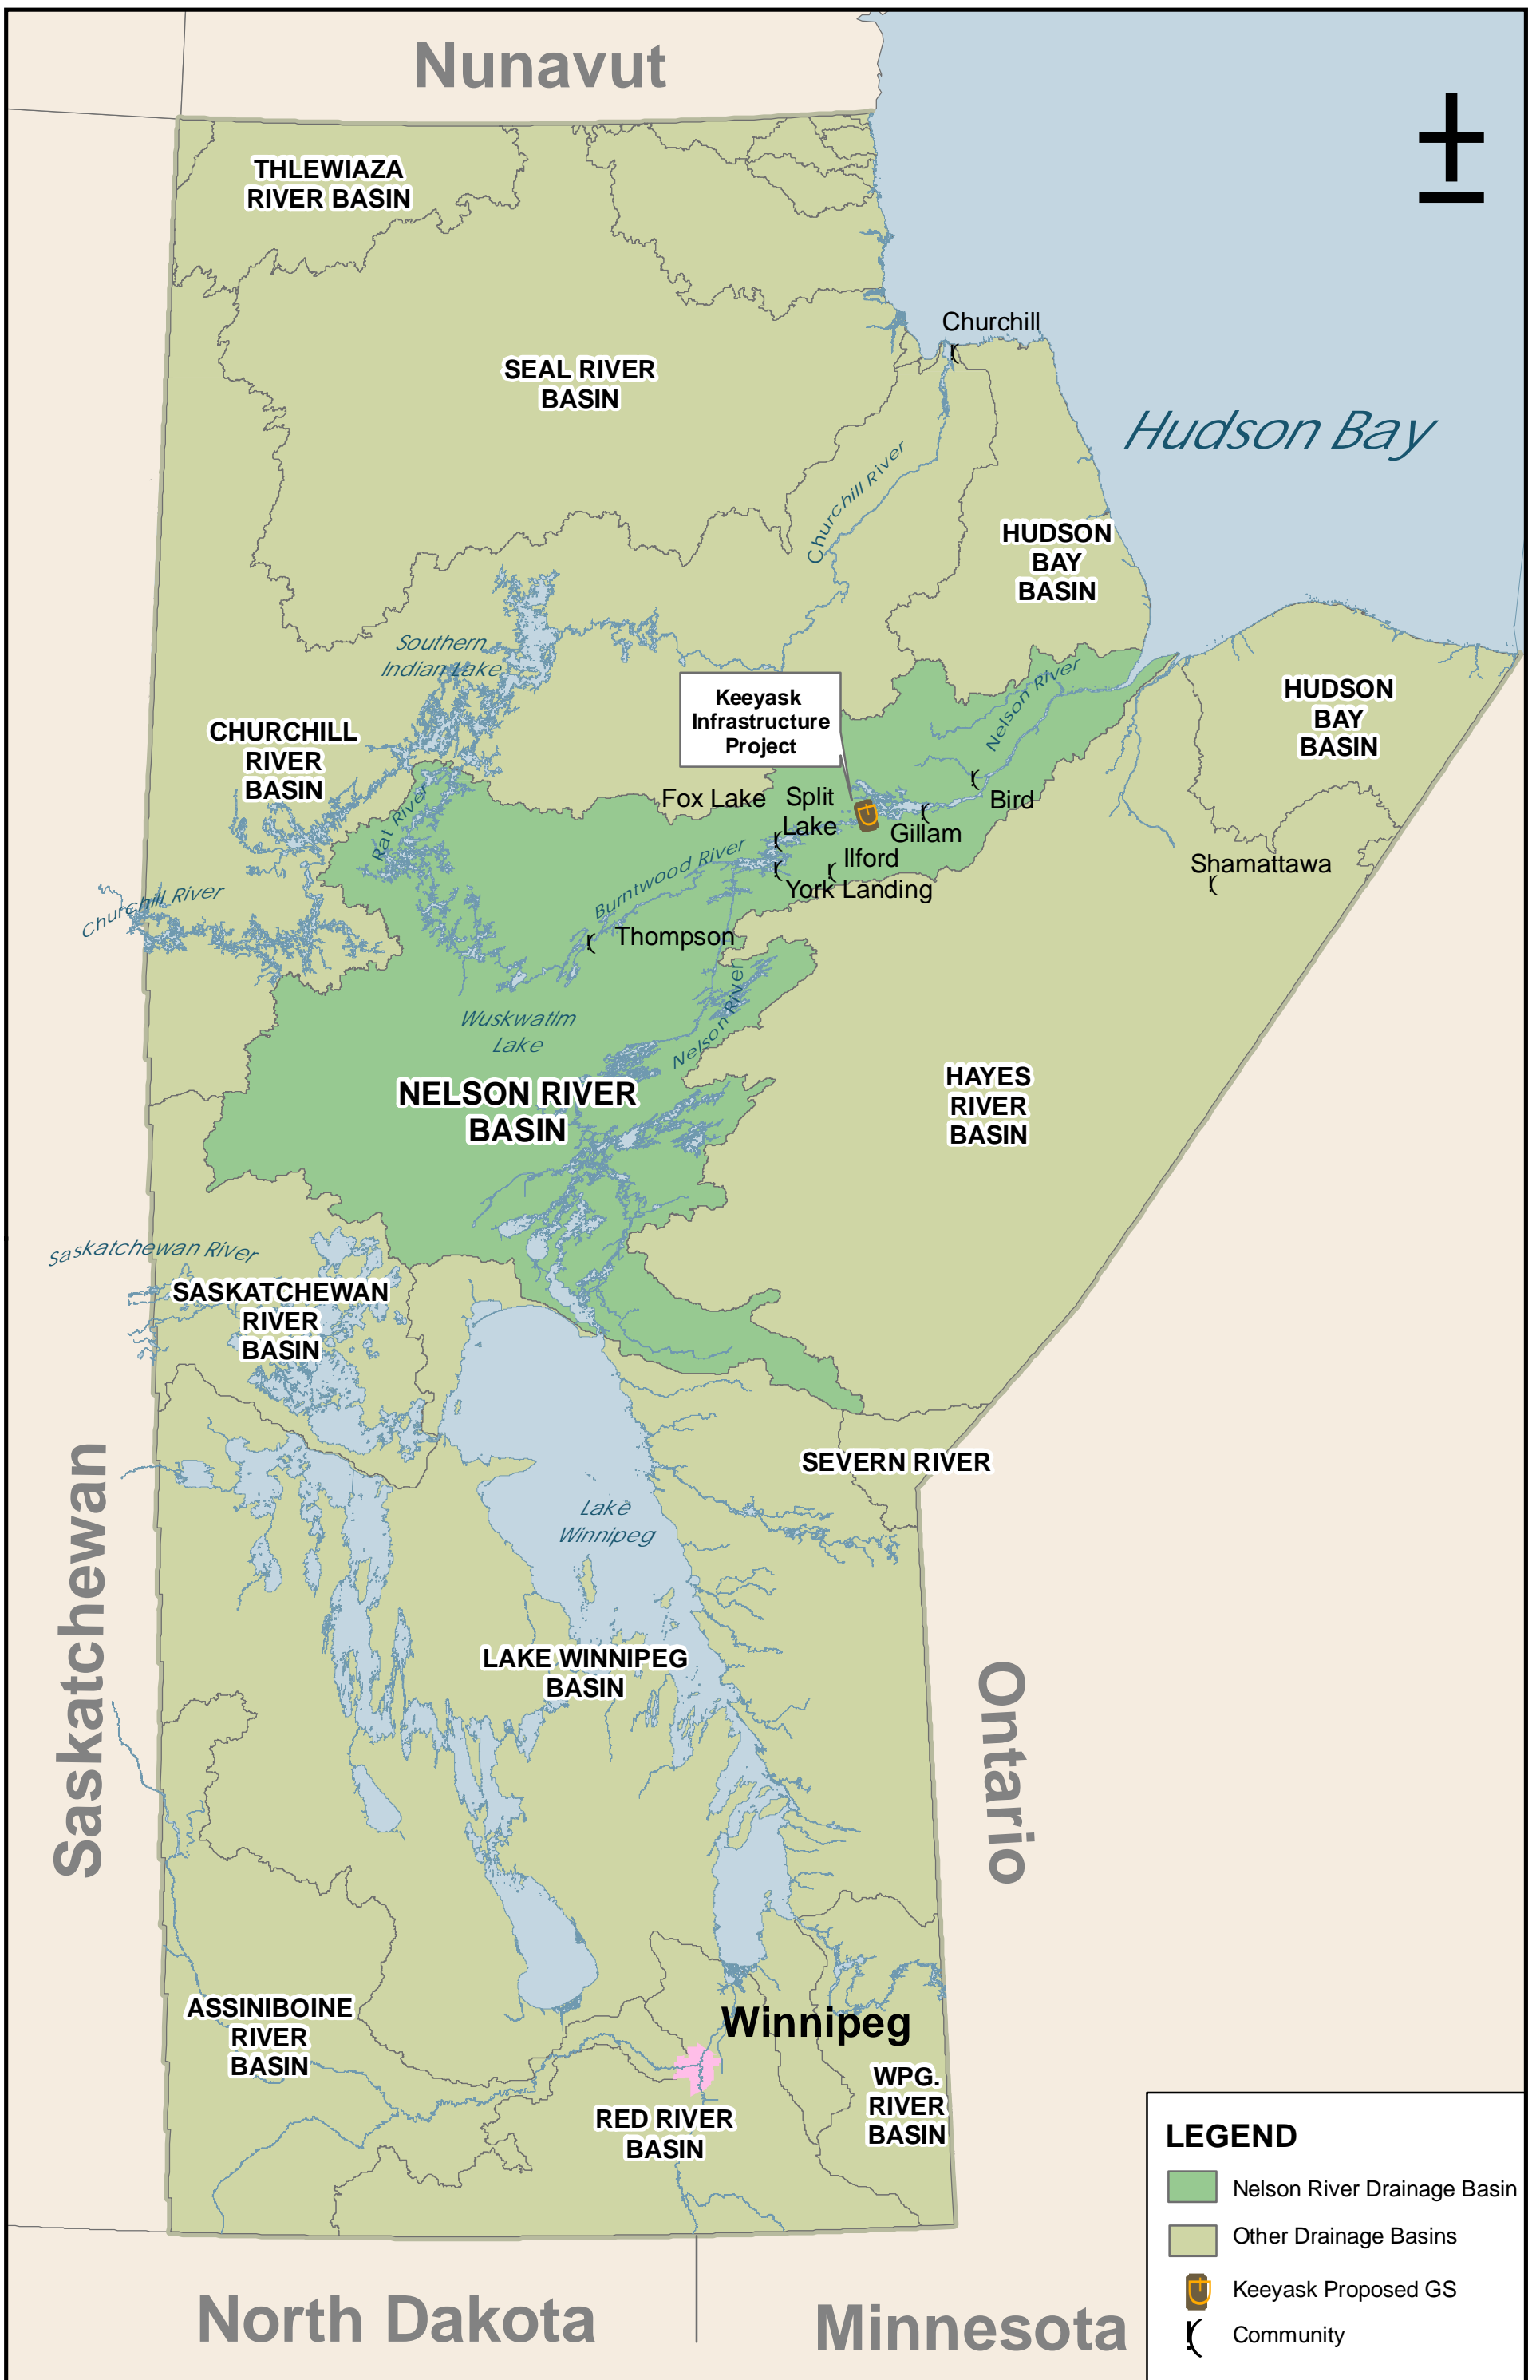 Nunavut
THLEWIAZA
RIVER BASIN
Churchill
SEAL RIVER
BASIN
Hudson Bay
Churchill River
HUDSON
BAY
BASIN
Southern
Indian Lake
Nelson River
Keeyask
Infrastructure
Project
HUDSON
BAY
BASIN
CHURCHILL
RIVER
BASIN
Rat River
Fox Lake
Split
Lake
Bird
Gillam
Ilford
York Landing
Shamattawa
Burntwood River
Churchill River
Thompson
Nelson River
Wuskwatim
Lake
NELSON RIVER
BASIN
HAYES
RIVER
BASIN
Saskatchewan River
SASKATCHEWAN
RIVER
BASIN
SEVERN RIVER
Lake
Winnipeg
Saskatchewan
LAKE WINNIPEG
BASIN
Ontario
ASSINIBOINE
RIVER
BASIN
Winnipeg
WPG.
RIVER
BASIN
RED RIVER
BASIN
North Dakota
Minnesota
LEGEND
Nelson River Drainage Basin
Other Drainage Basins
Keeyask Proposed GS
Community